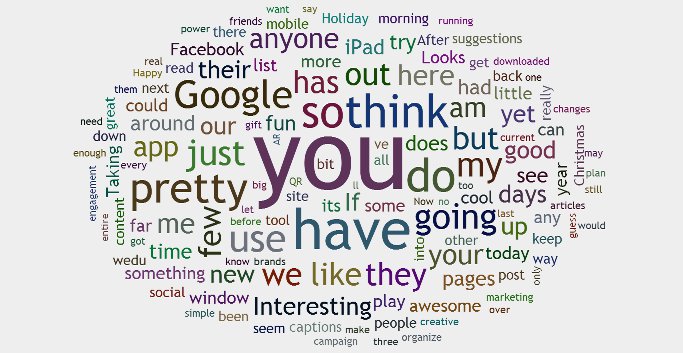 want say
friends mobile Holiday morning running
power there anyone iPad try After suggestions
Facebook Looks get downloaded
real read their list more out here back one
Happy has had little
them next Google so think am yet really changes
need great could around our gift fun AR ve does but current can Christmas
down enough Taking app just you bit all do my good see year may
every pretty big QR site its If ll some too cool days plan
engagement content let Now no last articles still
entire far me few use before tool have going up any guess would
got time know brands into other your today keep
wedu something new we like they pages post way only
social window Interesting play awesome marketing
simple been seem captions make people creative over
campaign three organize